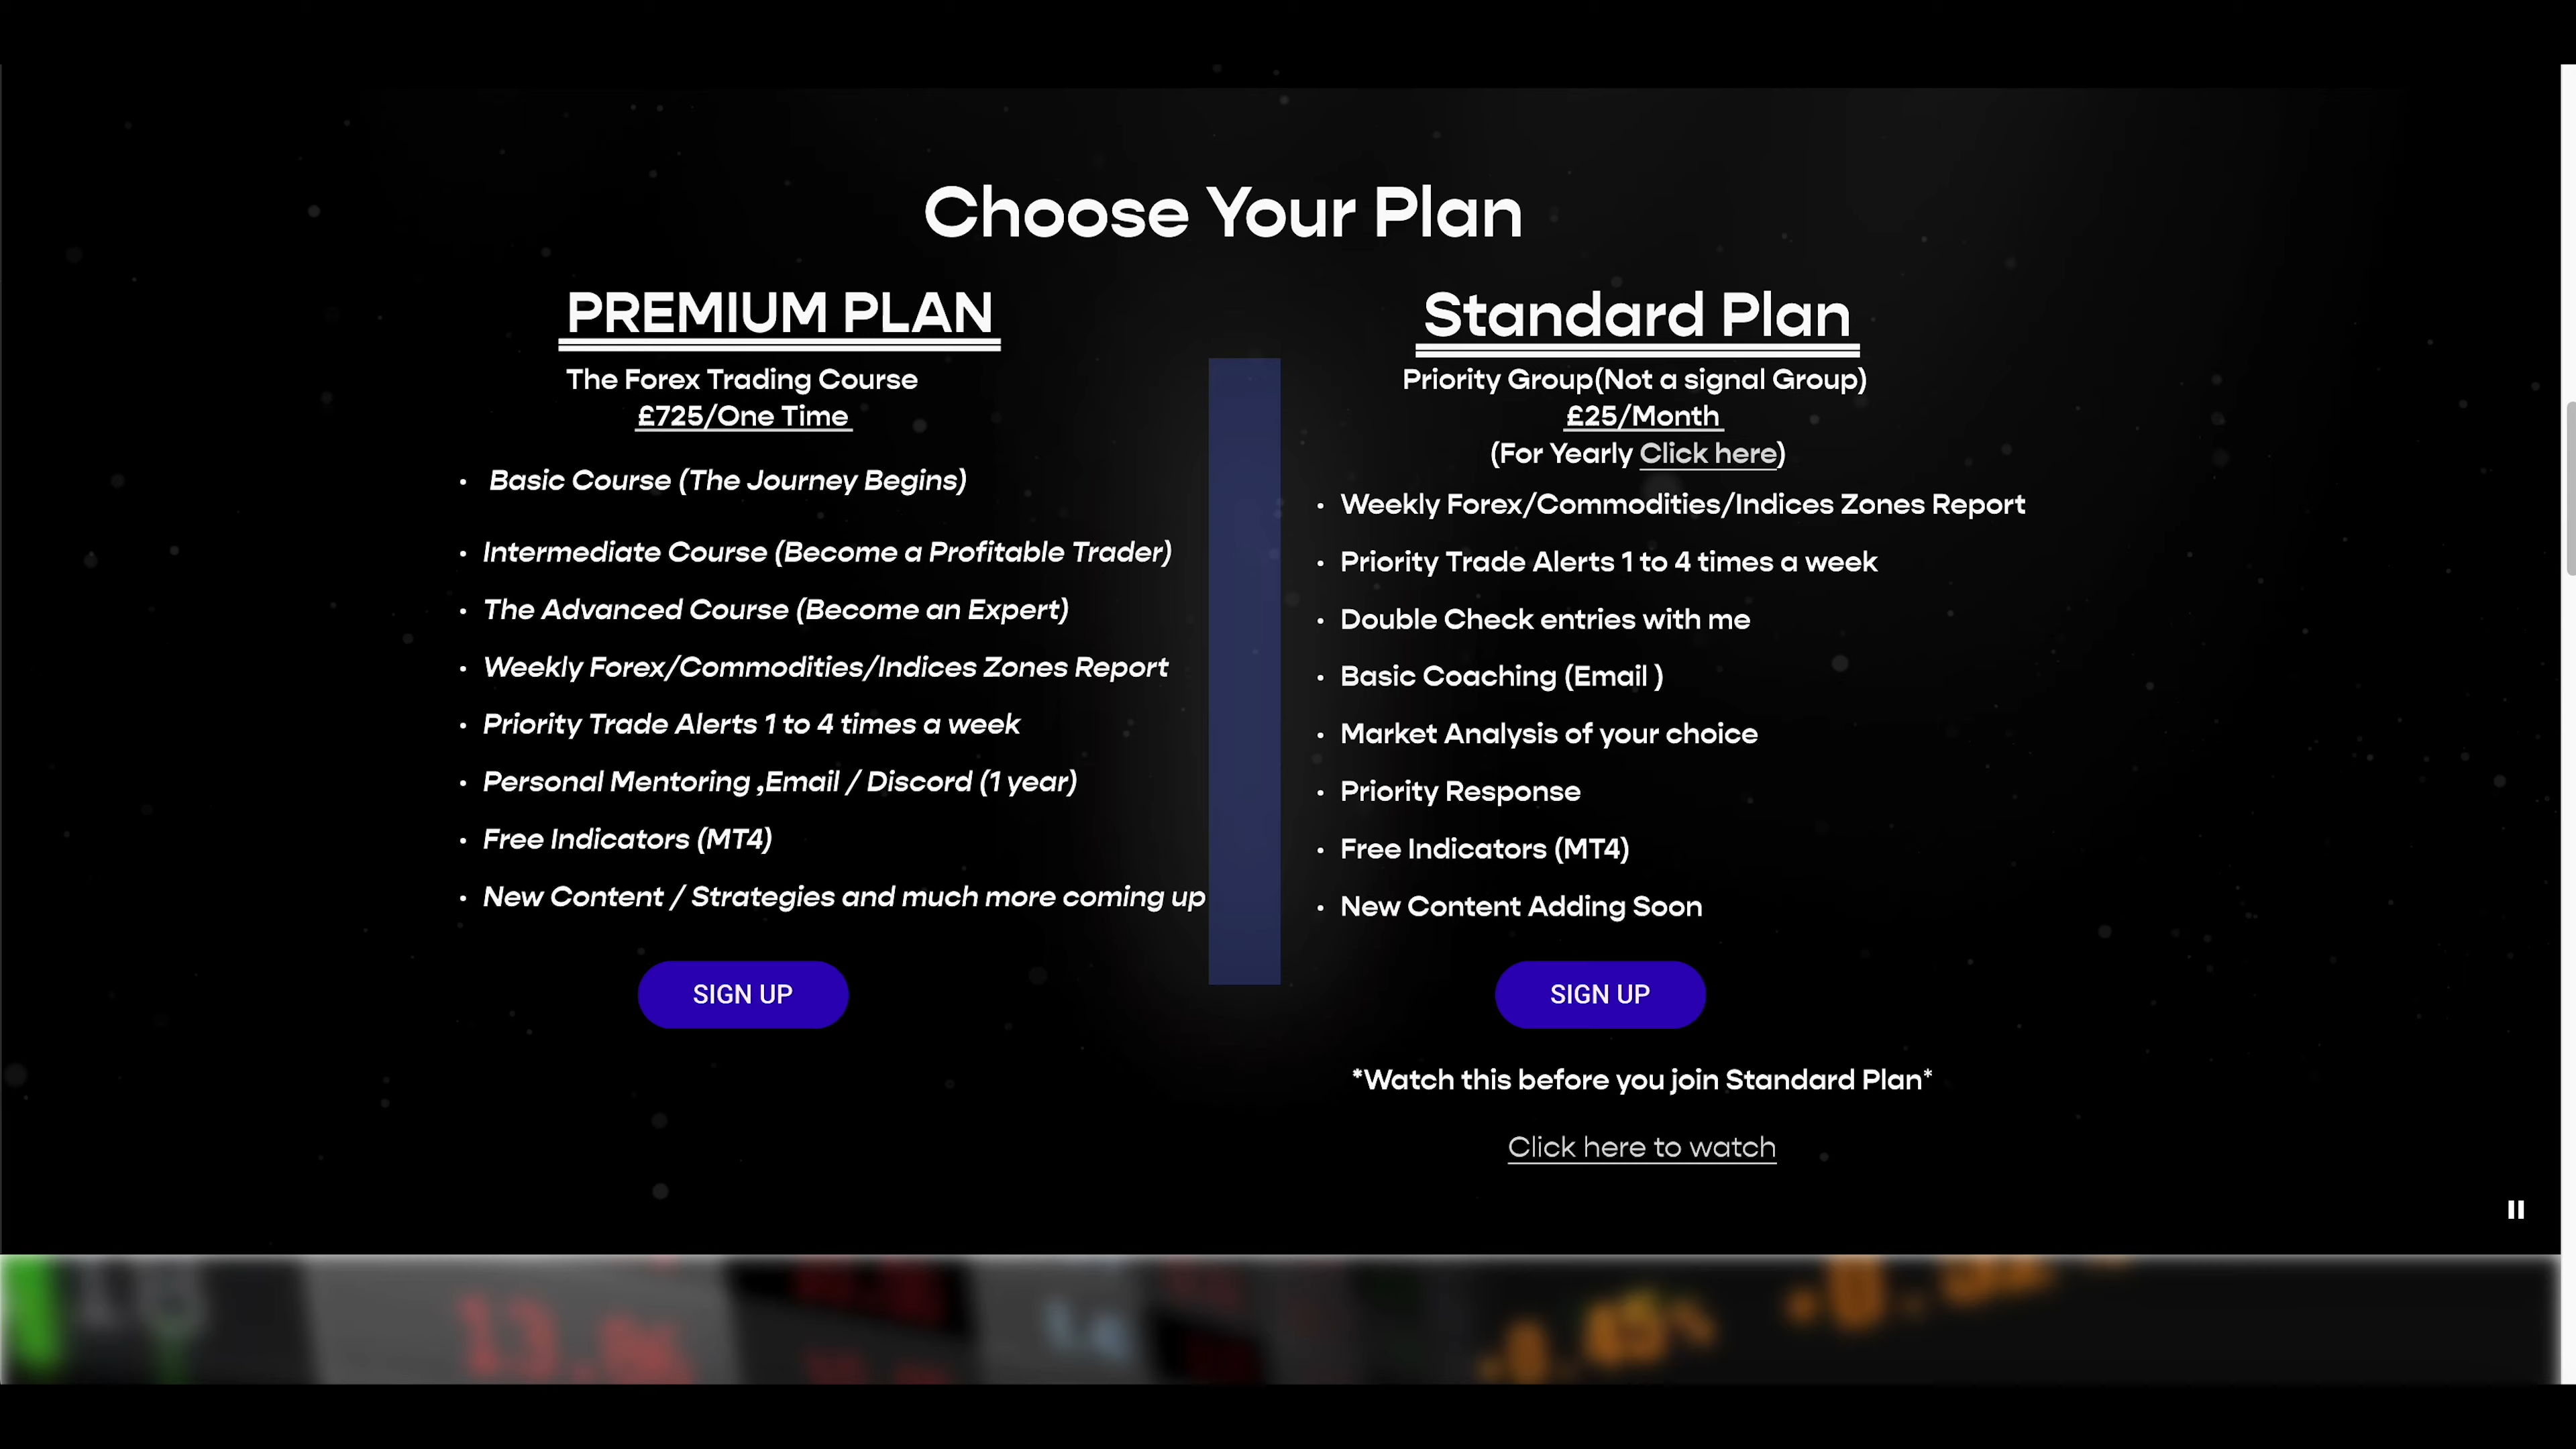 Choose Your Plan
PREMIUM PLAN
The Forex Trading Course
£725/One Time
• Basic Course (The Journey Begins)
• Intermediate Course (Become a Profitable Trader)
• The Advanced Course (Become an Expert)
• Weekly Forex/Commodities/Indices Zones Report
• Priority Trade Alerts 1 to 4 times a week
• Personal Mentoring ,Email / Discord (1 year)
• Free Indicators (MT4)
• New Content / Strategies and much more coming up
SIGN UP
Standard Plan
Priority Group(Not a signal Group)
£25/Month
(For Yearly Click here)
• Weekly Forex/Commodities/Indices Zones Report
• Priority Trade Alerts 1 to 4 times a week
• Double Check entries with me
• Basic Coaching (Email )
• Market Analysis of your choice
• Priority Response
• Free Indicators (MT4)
• New Content Adding Soon
SIGN UP
*Watch this before you join Standard Plan*
Click here to watch